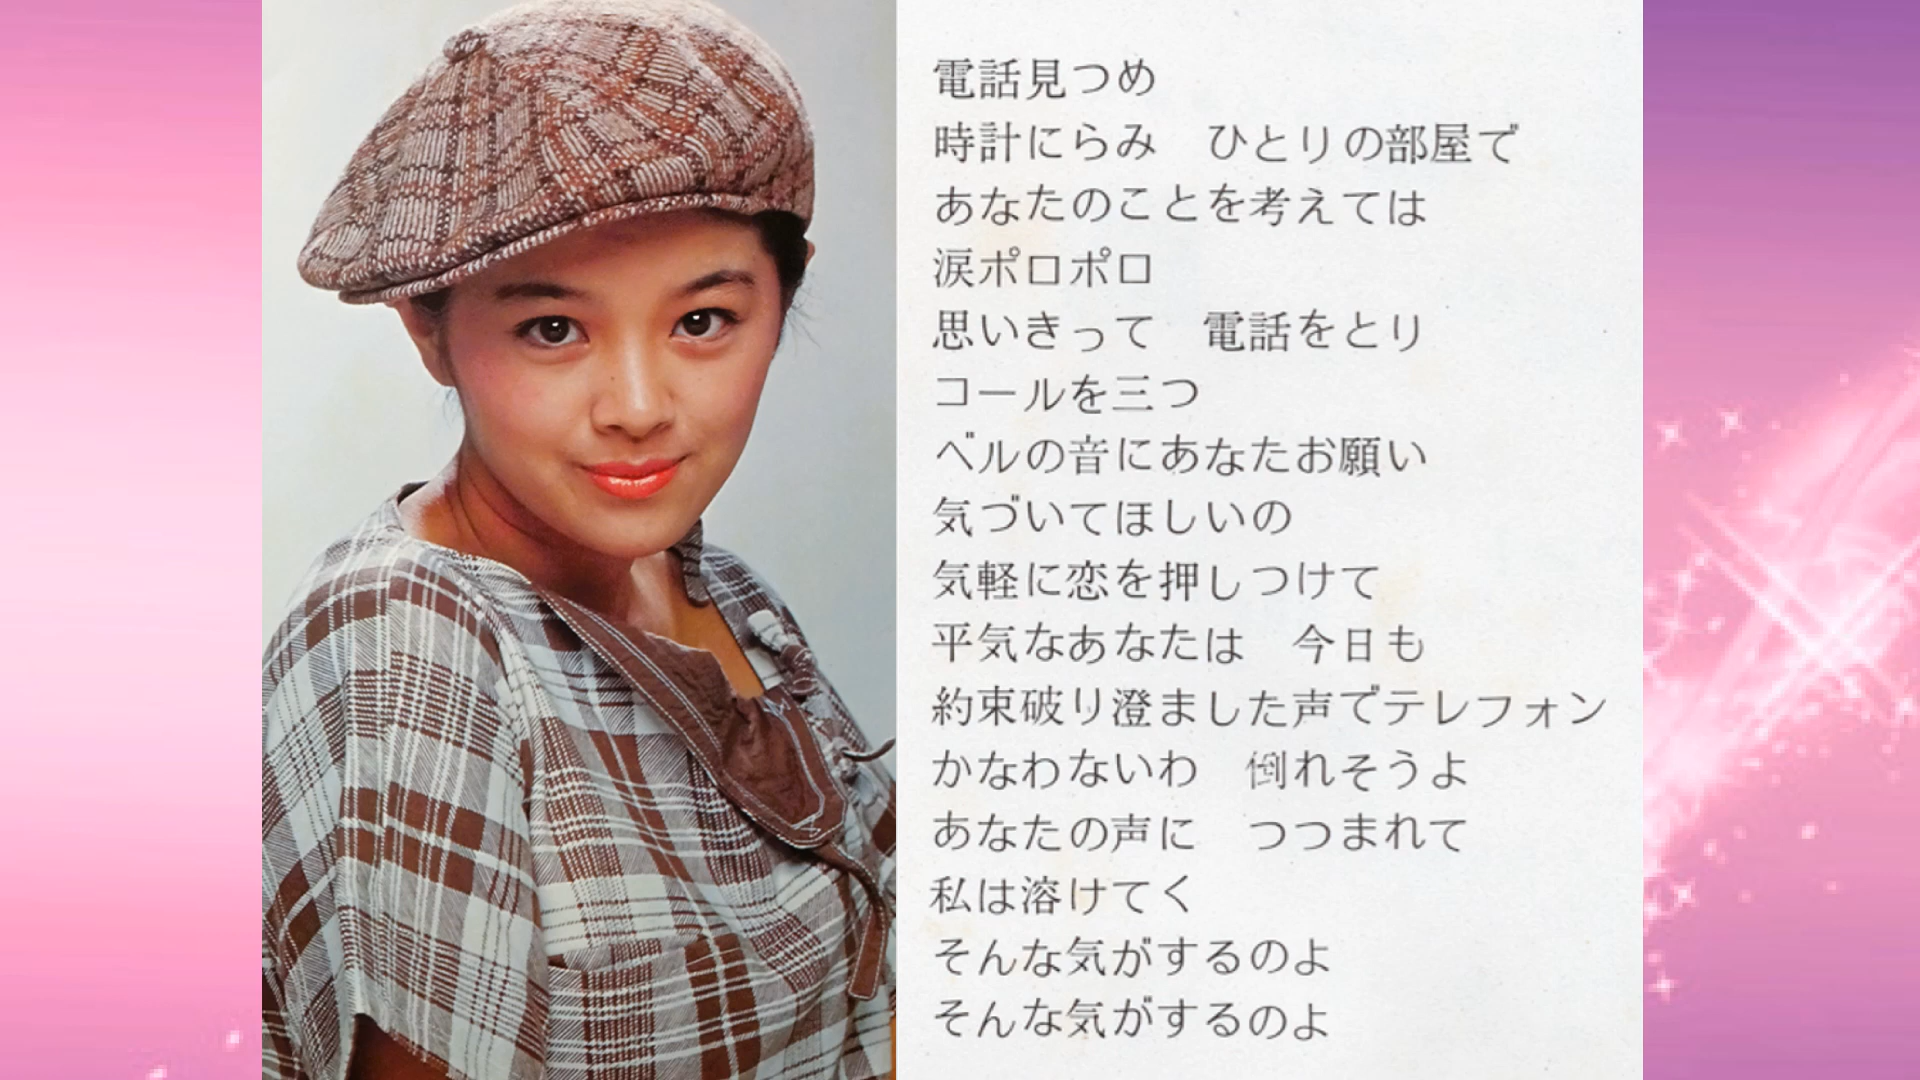 電話見つめ
時計にらみ　ひとりの部屋で
あなたのことを考えては
涙ポロポロ
思いきって　電話をとり
コールを三つ
ベルの音にあなたお願い
気づいてほしいの
気軽に恋を押しつけて
平気なあなたは　今日も
約束破り澄ました声でテレフォン
かなわないわ　倒れそうよ
あなたの声に　つつまれて
私は溶けてく
そんな気がするのよ
そんな気がするのよ